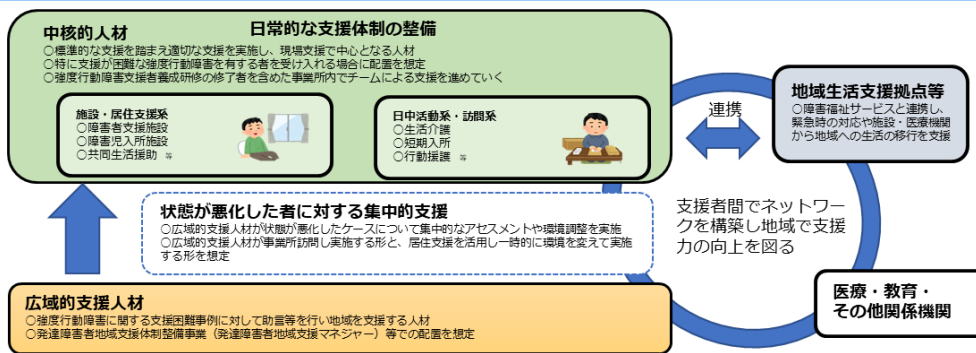 中核的人材
日常的な支援体制の整備
○標準的な支援を踏まえ適切な支援を実施し、現場支援で中心となる人材
○特に支援が困難な強度行動障害を有する者を受け入れる場合に配置を想定
○強度行動障害支援者養成研修の修了者を含めた事業所内でチームによる支援を進めていく
施設・居住支援系
○障害者支援施設
○障害児入所施設
○共同生活援助 等
日中活動系・訪問系
○生活介護
○短期入所
○行動援護 等
連携
地域生活支援拠点等
○障害福祉サービスと連携し、
緊急時の対応や施設・医療機関
から地域への生活の移行を支援
状態が悪化した者に対する集中的支援
○広域的支援人材が状態が悪化したケースについて集中的なアセスメントや環境調整を実施
○広域的支援人材が事業所訪問し実施する形と、居住支援を活用し一時的に環境を変えて実施
する形を想定
支援者間でネットワー
クを構築し地域で支援
力の向上を図る
広域的支援人材
○強度行動障害に関する支援困難事例に対して助言等を行い地域を支援する人材
○発達障害者地域支援体制整備事業（発達障害者地域支援マネジャー）等での配置を想定
医療・教育・
その他関係機関